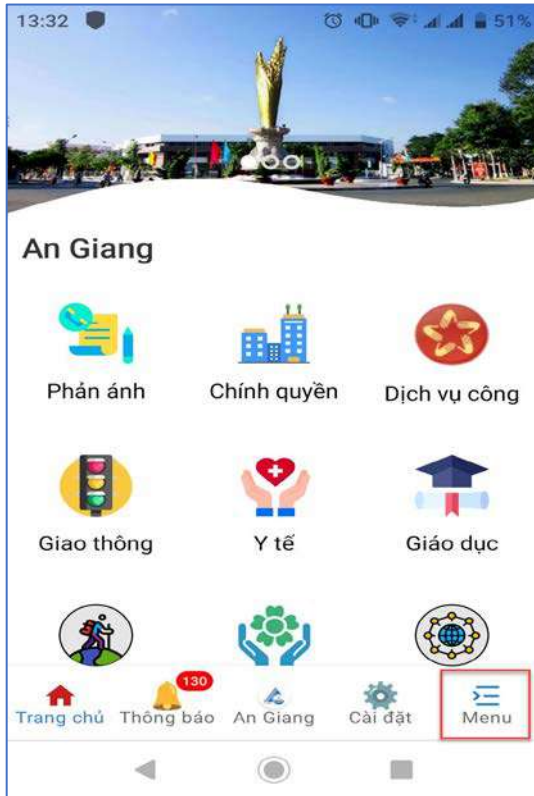 13:32 51%
An Giang
Phản ánh Chính quyền Dịch vụ công
Giao thông Y tế Giáo dục
130
Trang chủ Thông báo An Giang Cài đặt Menu